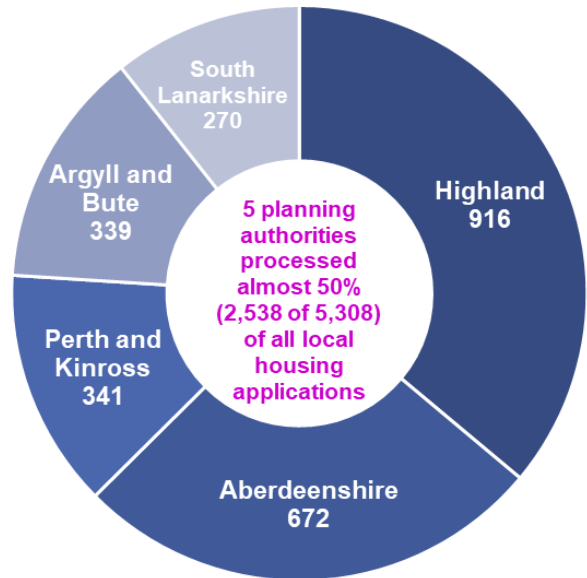 South
Lanarkshire
270
Highland
916
Argyll and
Bute
339
5 planning
authorities
processed
almost 50%
(2,538 of 5,308)
of all local
housing
applications
Perth and
Kinross
341
Aberdeenshire
672